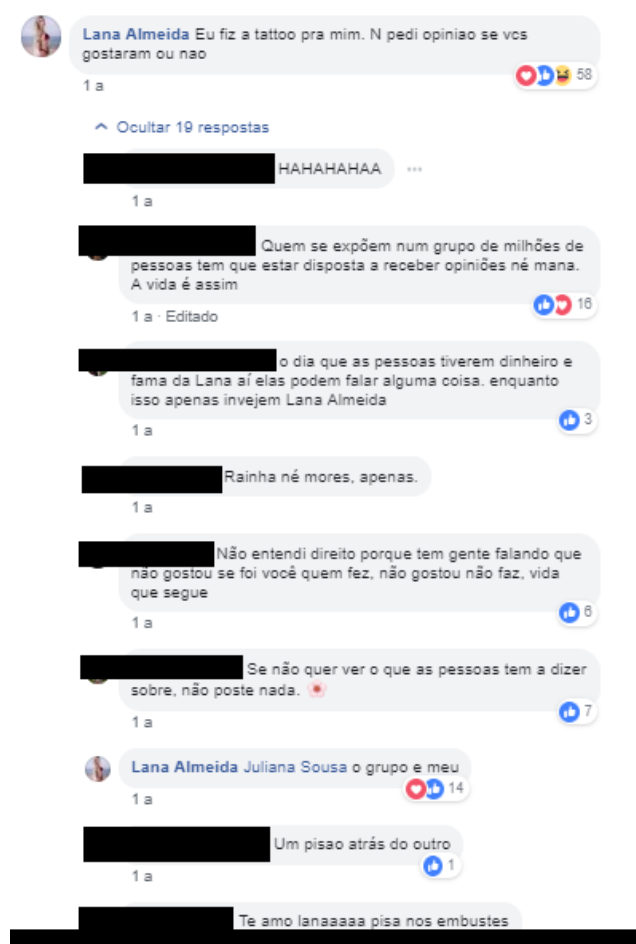 Lana Almeida Eu fiz a tattoo pra mim. N pedi opiniao se vcs
gostaram ou nao
58
1 a
Ocultar 19 respostas
HAHAHAHAA
1 a
Quem se expõem num grupo de milhões de
pessoas tem que estar disposta a receber opiniões né mana.
A vida é assim
16
1 a · Editado
o dia que as pessoas tiverem dinheiro e
fama da Lana aí elas podem falar alguma coisa. enquanto
isso apenas invejem Lana Almeida
3
1 a
Rainha né mores, apenas.
1 a
Não entendi direito porque tem gente falando que
não gostou se foi você quem fez, não gostou não faz, vida
que segue
6
1 a
Se não quer ver o que as pessoas tem a dizer
sobre, não poste nada.
7
1 a
Lana Almeida Juliana Sousa o grupo e meu
14
1 a
Um pisao atrás do outro
1
1 a
Te amo lanaaaaa pisa nos embustes